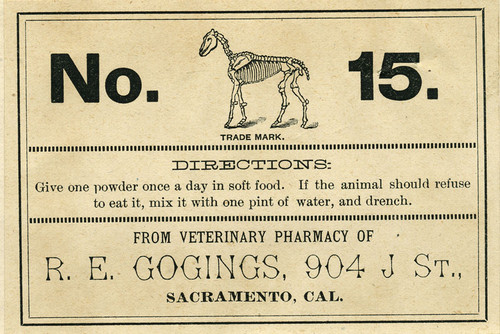 No. 15.
TRADE MARK.
DIRECTIONS:
Give one powder once a day in soft food. If the animal should refuse
to eat it, mix it with one pint of water, and drench.
FROM VETERINARY PHARMACY OF
R. E. GOGINGS, 904 J ST.,
SACRAMENTO, CAL.